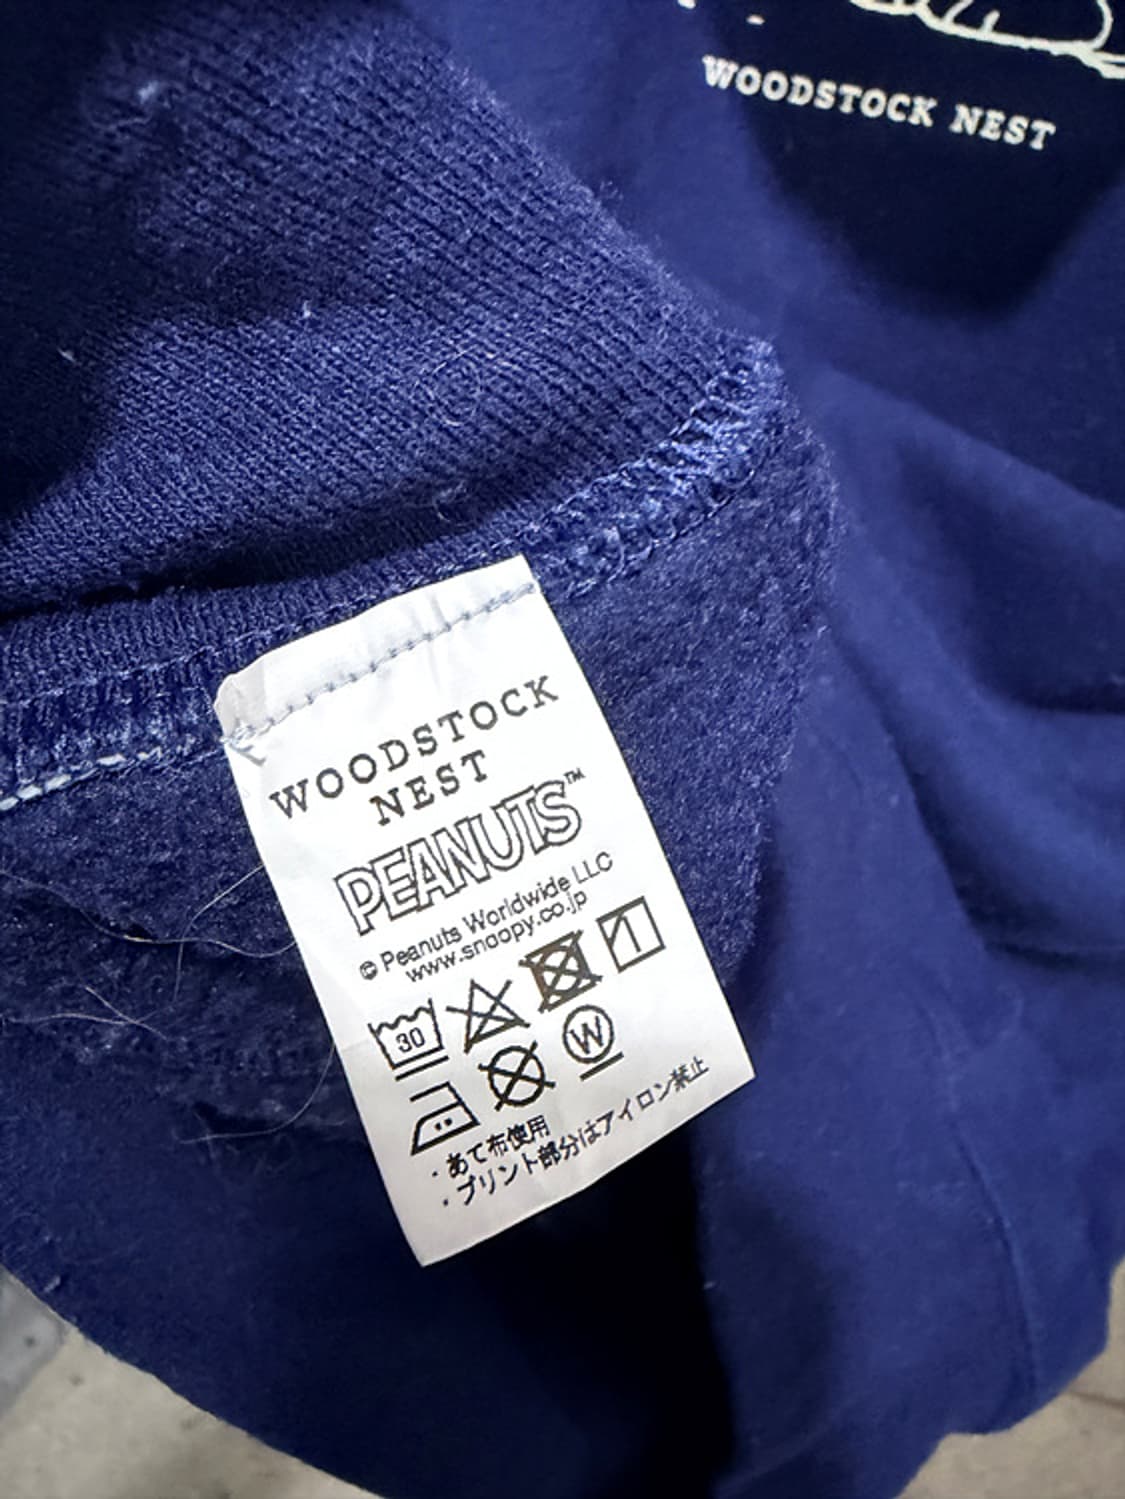 WOODSTOCK NEST
WOODSTOCK
NEST
PEANUTS™
© Peanuts Worldwide LLC
www.snoopy.co.jp
30
W
・あて布使用
・プリント部分はアイロン禁止